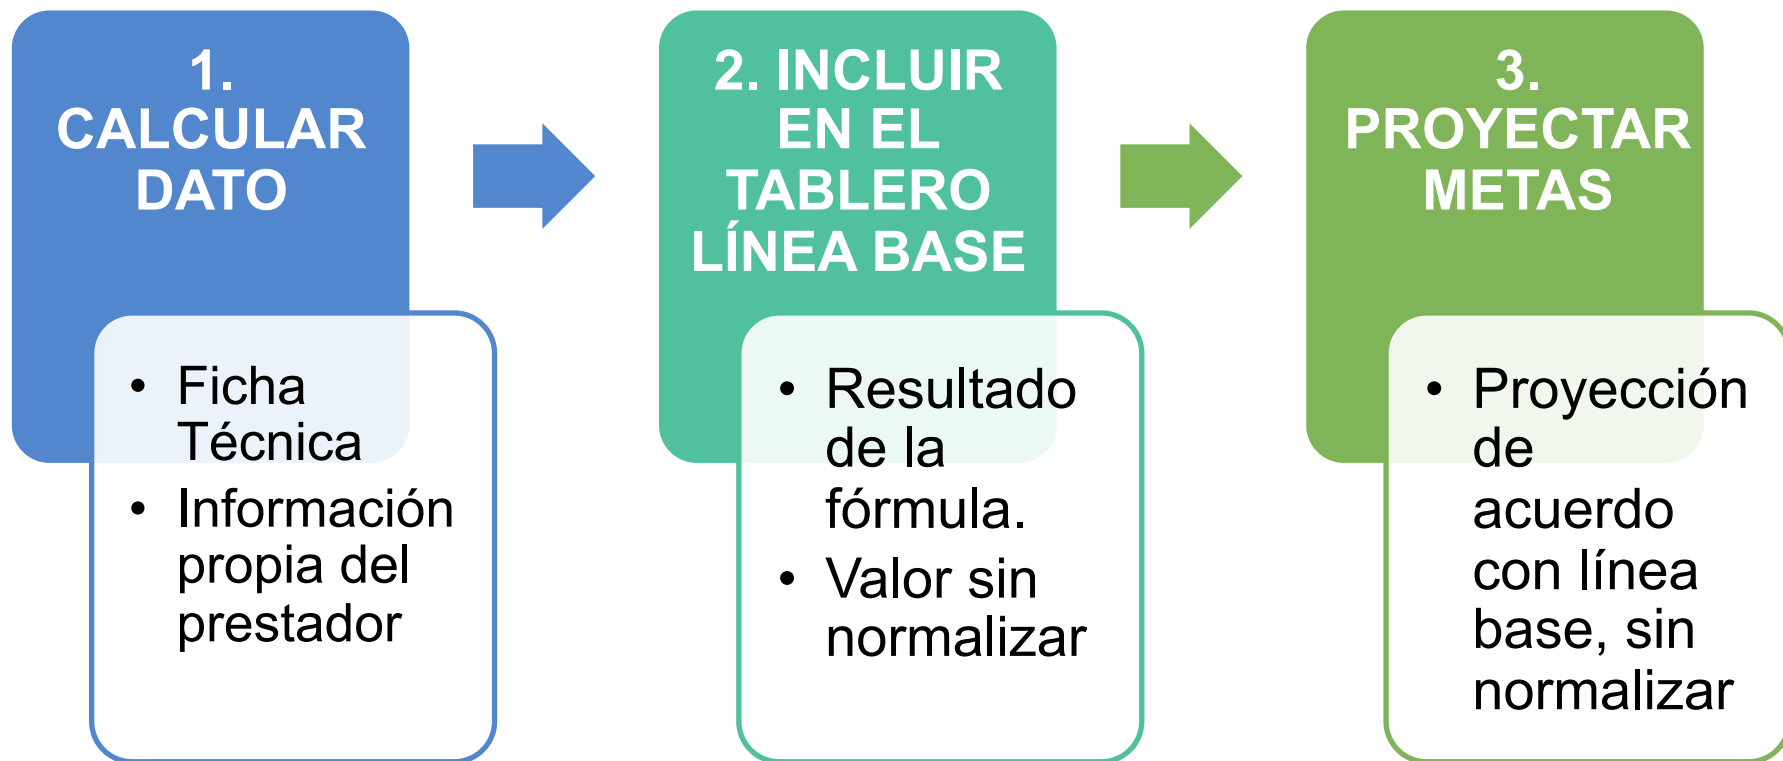 1.
CALCULAR
DATO
• Ficha
Técnica
• Información
propia del
prestador
2. INCLUIR
EN EL
TABLERO
LÍNEA BASE
• Resultado
de la
fórmula.
• Valor sin
normalizar
3.
PROYECTAR
METAS
• Proyección
de
acuerdo
con línea
base, sin
normalizar